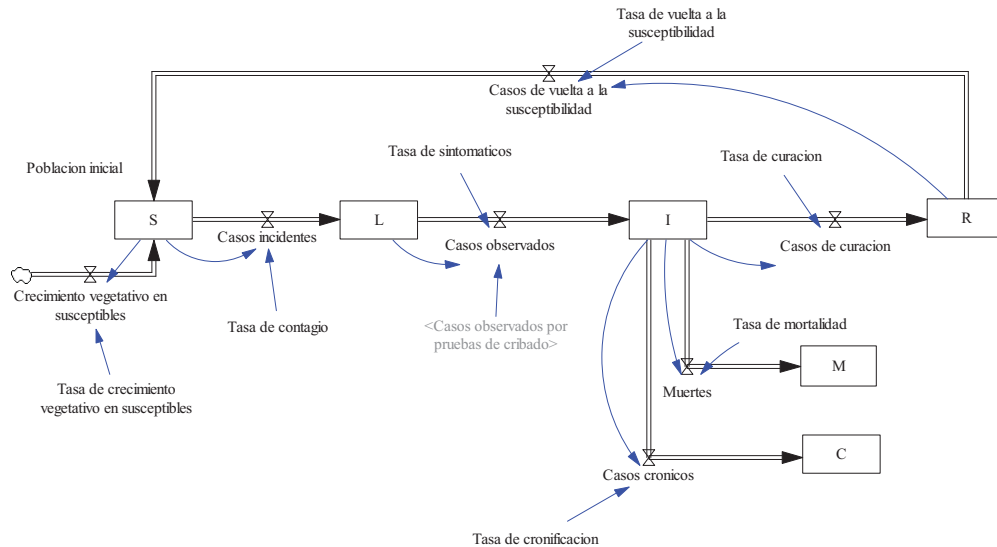 Tasa de vuelta a la
susceptibilidad
Casos de vuelta a la
susceptibilidad
Poblacion inicial
Tasa de sintomaticos
Tasa de curacion
S
L
I
R
Casos incidentes
Casos observados
Casos de curacion
Crecimiento vegetativo en
susceptibles
Tasa de contagio
<Casos observados por
pruebas de cribado>
Tasa de mortalidad
M
Muertes
Tasa de crecimiento
vegetativo en susceptibles
C
Casos cronicos
Tasa de cronificacion